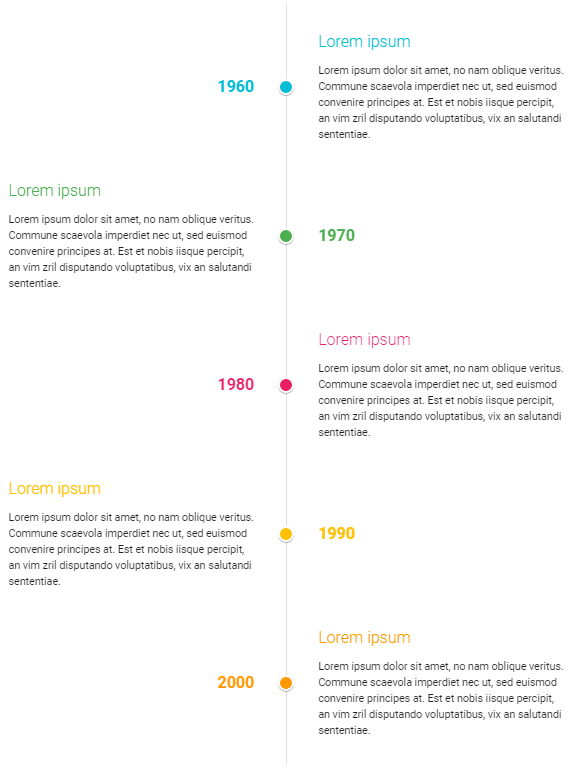 Lorem ipsum
1960
Lorem ipsum dolor sit amet, no nam oblique veritus.
Commune scaevola imperdiet nec ut, sed euismod
convenire principes at. Est et nobis iisque percipit,
an vim zril disputando voluptatibus, vix an salutandi
sententiae.
Lorem ipsum
Lorem ipsum dolor sit amet, no nam oblique veritus.
Commune scaevola imperdiet nec ut, sed euismod
convenire principes at. Est et nobis iisque percipit,
an vim zril disputando voluptatibus, vix an salutandi
sententiae.
1970
Lorem ipsum
1980
Lorem ipsum dolor sit amet, no nam oblique veritus.
Commune scaevola imperdiet nec ut, sed euismod
convenire principes at. Est et nobis iisque percipit,
an vim zril disputando voluptatibus, vix an salutandi
sententiae.
Lorem ipsum
Lorem ipsum dolor sit amet, no nam oblique veritus.
Commune scaevola imperdiet nec ut, sed euismod
convenire principes at. Est et nobis iisque percipit,
an vim zril disputando voluptatibus, vix an salutandi
sententiae.
1990
Lorem ipsum
2000
Lorem ipsum dolor sit amet, no nam oblique veritus.
Commune scaevola imperdiet nec ut, sed euismod
convenire principes at. Est et nobis iisque percipit,
an vim zril disputando voluptatibus, vix an salutandi
sententiae.